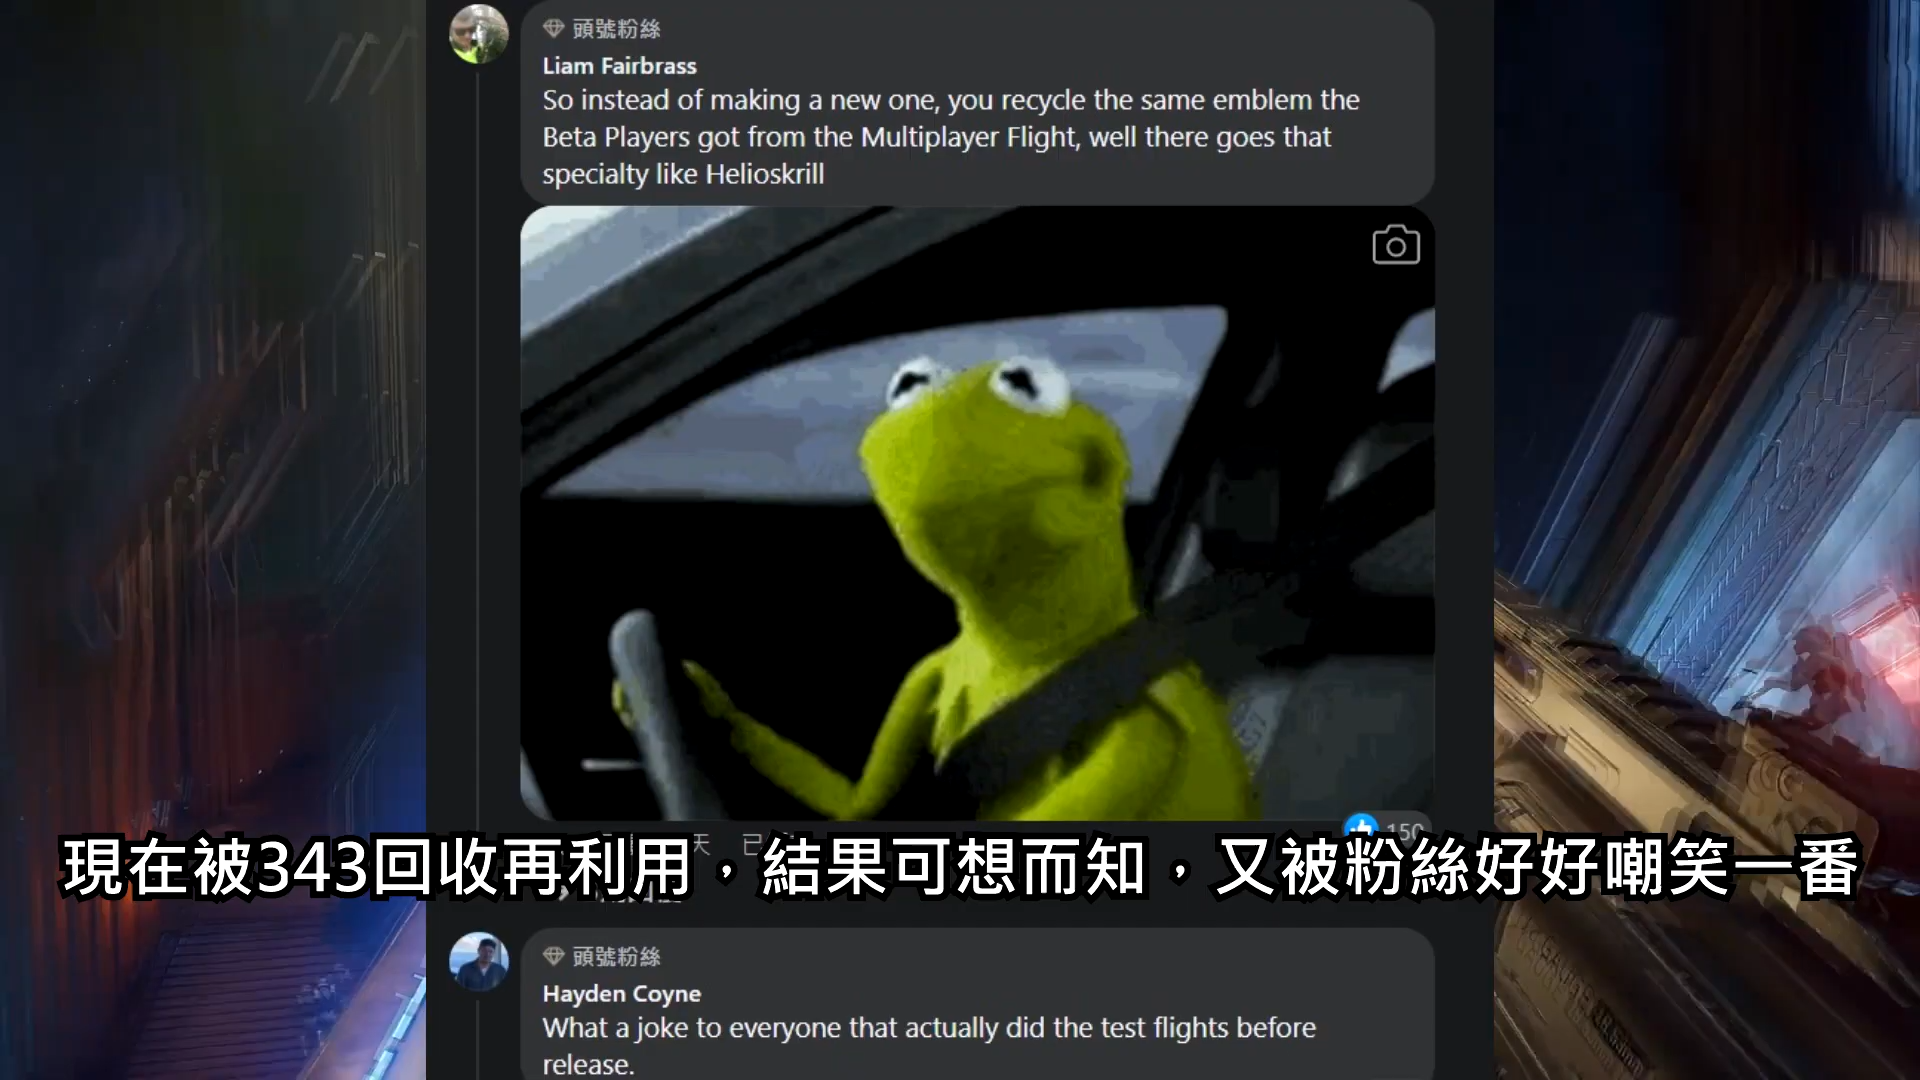 頭號粉絲
Liam Fairbrass
So instead of making a new one, you recycle the same emblem the
Beta Players got from the Multiplayer Flight, well there goes that
specialty like Helioskrill
150
現在被343回收再利用，結果可想而知，又被粉絲好好嘲笑一番
頭號粉絲
Hayden Coyne
What a joke to everyone that actually did the test flights before
release.